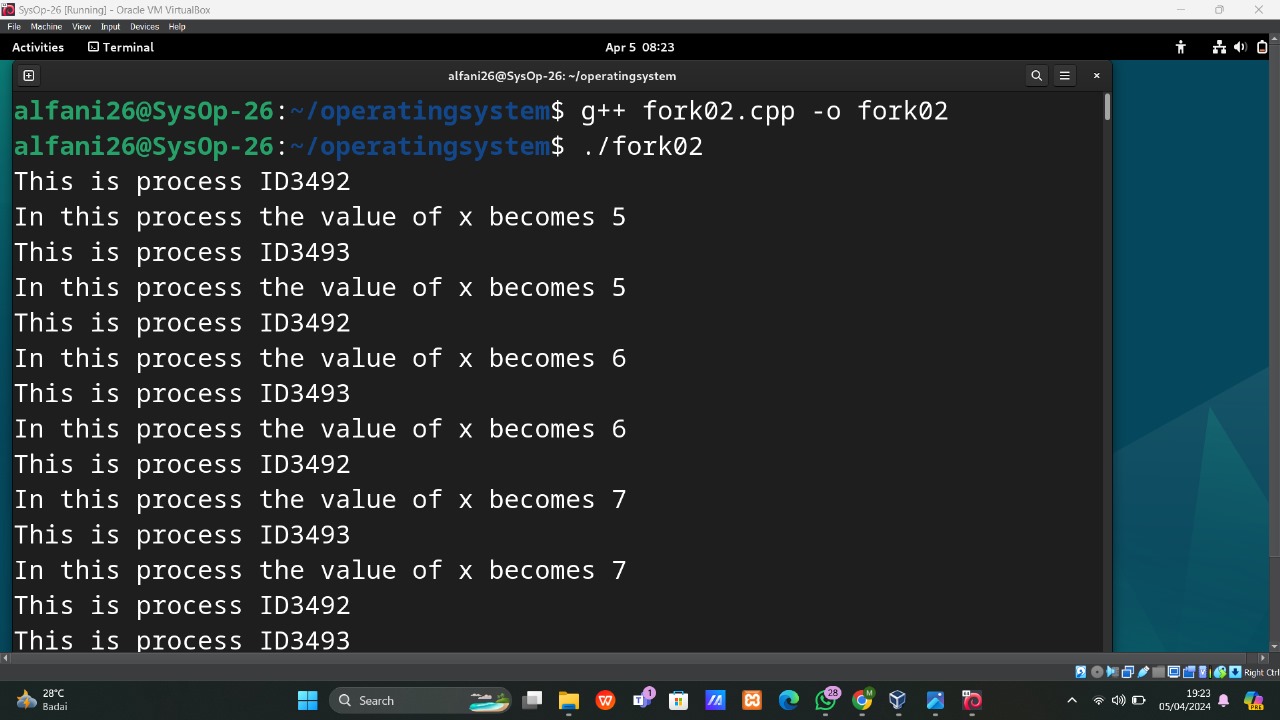 SysOp-26 [Running] - Oracle VM VirtualBox
File Machine View Input Devices Help
Activities Terminal Apr 5 08:23
alfani26@SysOp-26: ~/operatingsystem
alfani26@SysOp-26:~/operatingsystem$ g++ fork02.cpp -o fork02
alfani26@SysOp-26:~/operatingsystem$ ./fork02
This is process ID3492
In this process the value of x becomes 5
This is process ID3493
In this process the value of x becomes 5
This is process ID3492
In this process the value of x becomes 6
This is process ID3493
In this process the value of x becomes 6
This is process ID3492
In this process the value of x becomes 7
This is process ID3493
In this process the value of x becomes 7
This is process ID3492
This is process ID3493
Right Ctrl
28°C
Badai
Search
1
28
M
19:23
05/04/2024
PRE